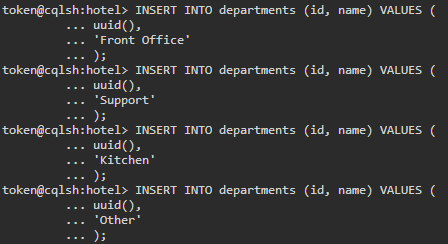 token@cqlsh:hotel> INSERT INTO departments (id, name) VALUES (
... uuid(),
... 'Front Office'
... );
token@cqlsh:hotel> INSERT INTO departments (id, name) VALUES (
... uuid(),
... 'Support'
... );
token@cqlsh:hotel> INSERT INTO departments (id, name) VALUES (
... uuid(),
... 'Kitchen'
... );
token@cqlsh:hotel> INSERT INTO departments (id, name) VALUES (
... uuid(),
... 'Other'
... );